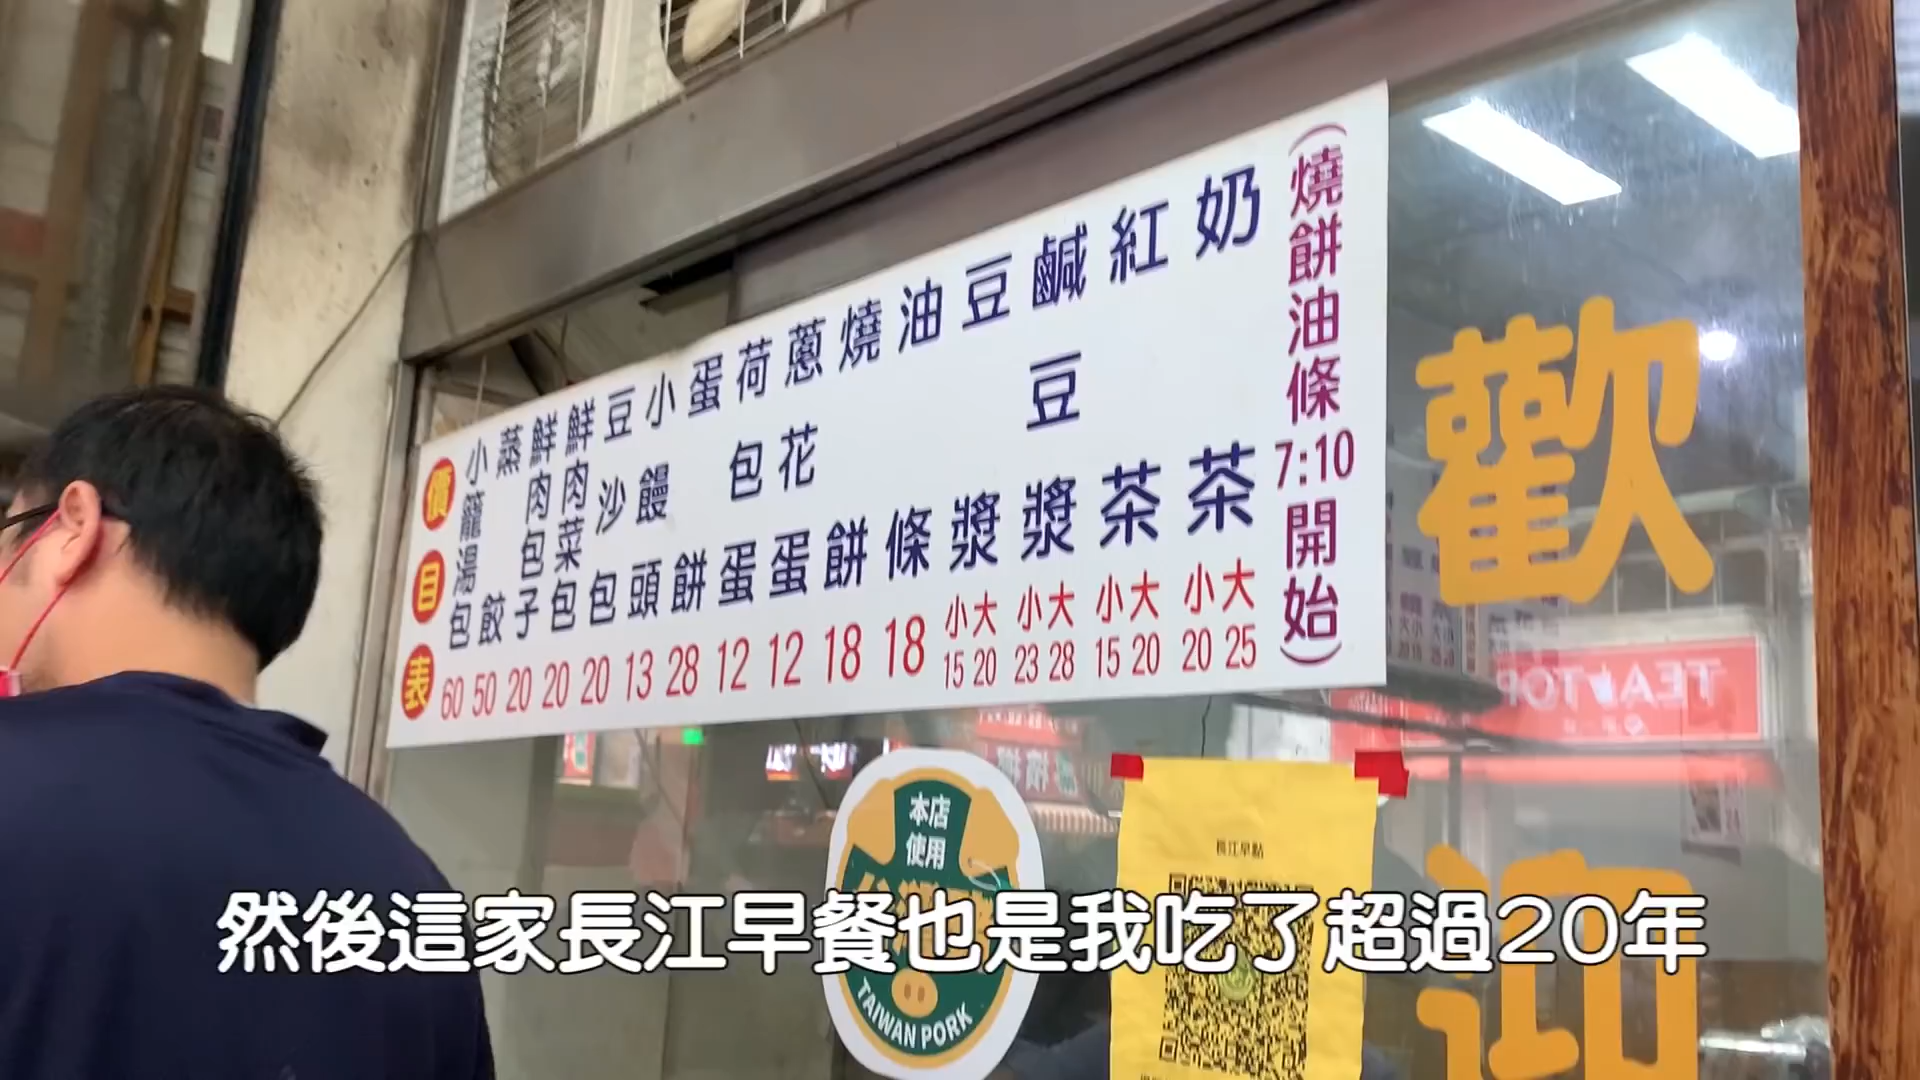 價目表
小籠湯包 60
蒸餃 50
鮮肉包子 20
鮮肉菜包 20
豆沙包 20
小饅頭 13
蛋餅 28
荷包蛋 12
蔥花蛋 12
燒餅 18
油條 18
豆漿 小15 大20
鹹豆漿 小23 大28
紅茶 小15 大20
奶茶 小20 大25
(燒餅油條7:10開始)
歡迎
本店
使用
TAIWAN PORK
長江早點
TEA TOP
然後這家長江早餐也是我吃了超過20年